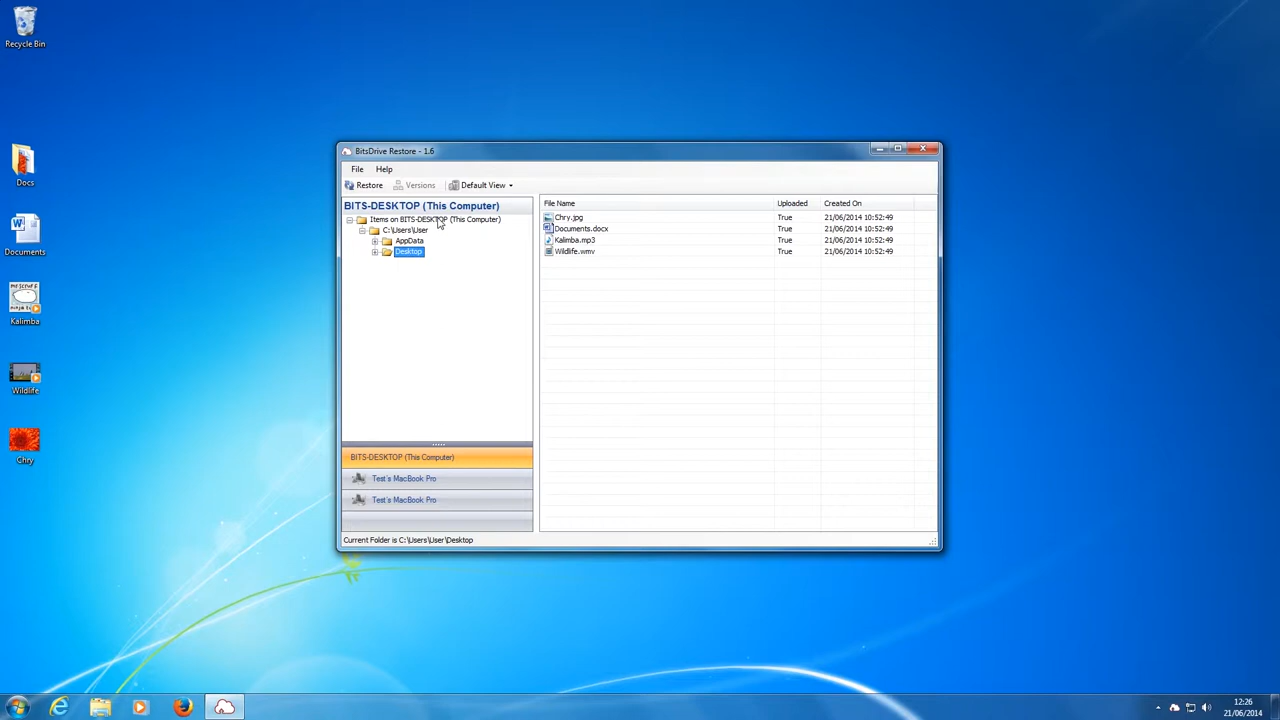 Recycle Bin
Docs
Documents
Kalimba
Wildlife
Chry
BitsDrive Restore - 1.6
File Help
Restore Versions Default View
BITS-DESKTOP (This Computer)
Items on BITS-DESKTOP (This Computer)
C:\Users\User
AppData
Desktop
File Name Uploaded Created On
Chry.jpg True 21/06/2014 10:52:49
Documents.docx True 21/06/2014 10:52:49
Kalimba.mp3 True 21/06/2014 10:52:49
Wildlife.wmv True 21/06/2014 10:52:49
BITS-DESKTOP (This Computer)
Test's MacBook Pro
Test's MacBook Pro
Current Folder is C:\Users\User\Desktop
12:26
21/06/2014